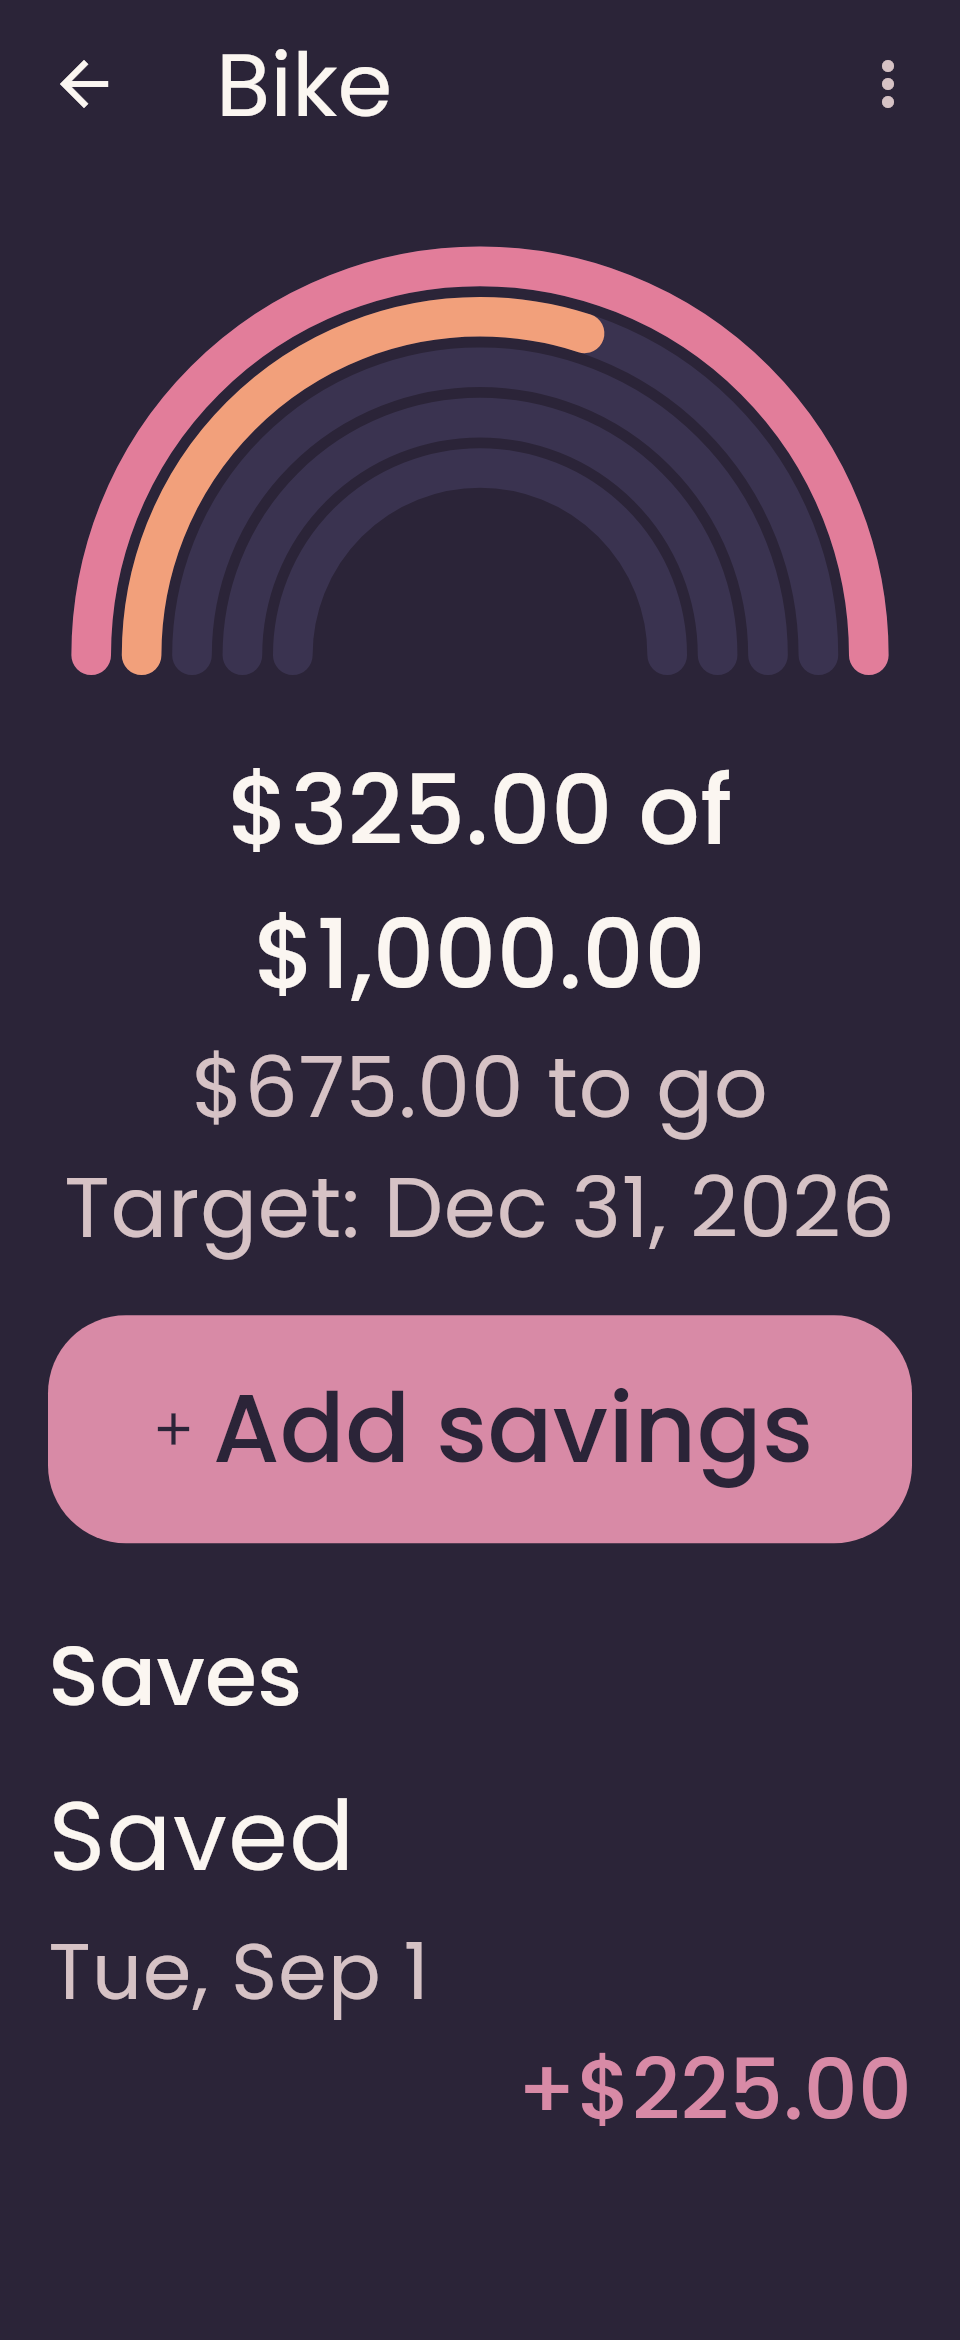 Bike
$325.00 of
$1,000.00
$675.00 to go
Target: Dec 31, 2026
+ Add savings
Saves
Saved
Tue, Sep 1
+$225.00